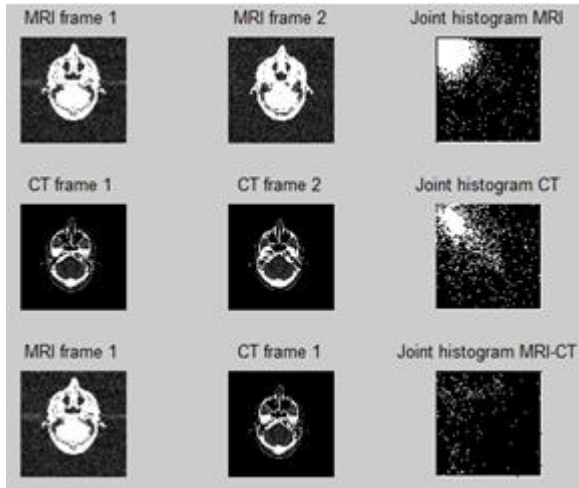 MRI frame 1
MRI frame 2
Joint histogram MRI
CT frame 1
CT frame 2
Joint histogram CT
MRI frame 1
CT frame 1
Joint histogram MRI-CT